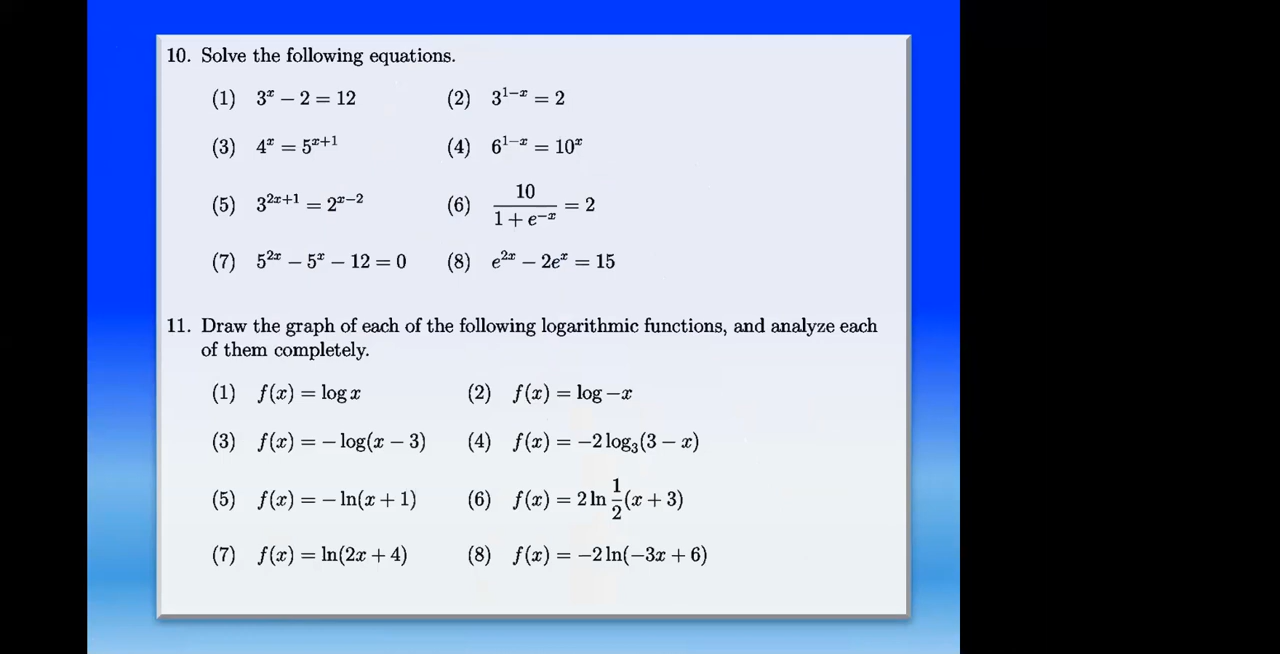 10. Solve the following equations.
(1) 3^x − 2 = 12 (2) 3^{1−x} = 2
(3) 4^x = 5^{x+1} (4) 6^{1−x} = 10^x
(5) 3^{2x+1} = 2^{x−2} (6) \frac{10}{1 + e^{−x}} = 2
(7) 5^{2x} − 5^x − 12 = 0 (8) e^{2x} − 2e^x = 15
11. Draw the graph of each of the following logarithmic functions, and analyze each
of them completely.
(1) f(x) = log x (2) f(x) = log −x
(3) f(x) = − log(x − 3) (4) f(x) = −2 log_3(3 − x)
(5) f(x) = − ln(x + 1) (6) f(x) = 2 ln \frac{1}{2}(x + 3)
(7) f(x) = ln(2x + 4) (8) f(x) = −2 ln(−3x + 6)